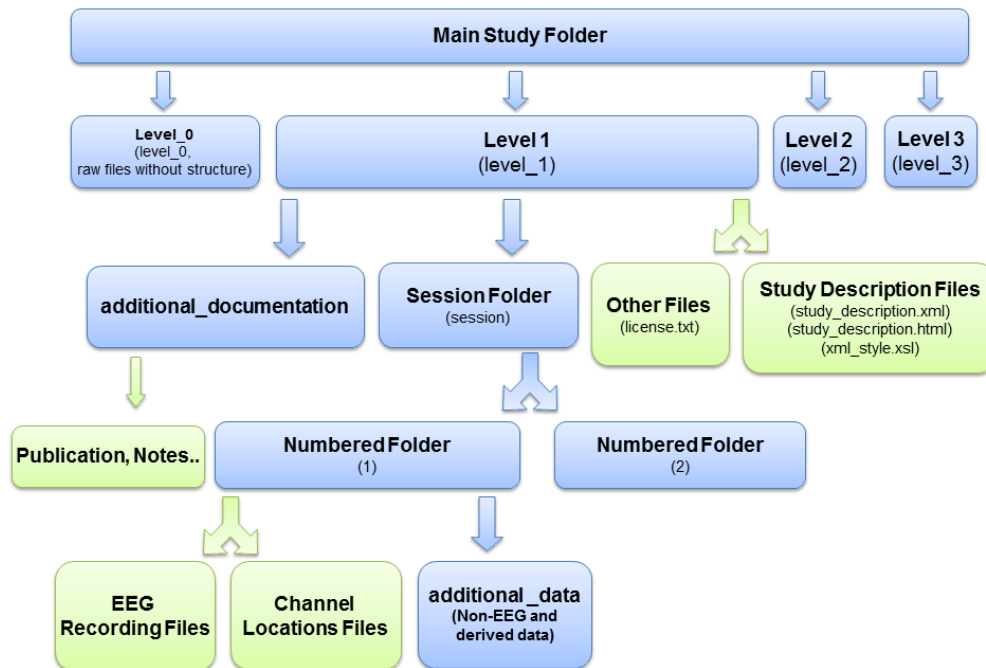 Main Study Folder
Level_0
(level_0,
raw files without structure)
Level 1
(level_1)
Level 2
(level_2)
Level 3
(level_3)
additional_documentation
Session Folder
(session)
Other Files
(license.txt)
Study Description Files
(study_description.xml)
(study_description.html)
(xml_style.xsl)
Publication, Notes..
Numbered Folder
(1)
Numbered Folder
(2)
EEG
Recording Files
Channel
Locations Files
additional_data
(Non-EEG and
derived data)